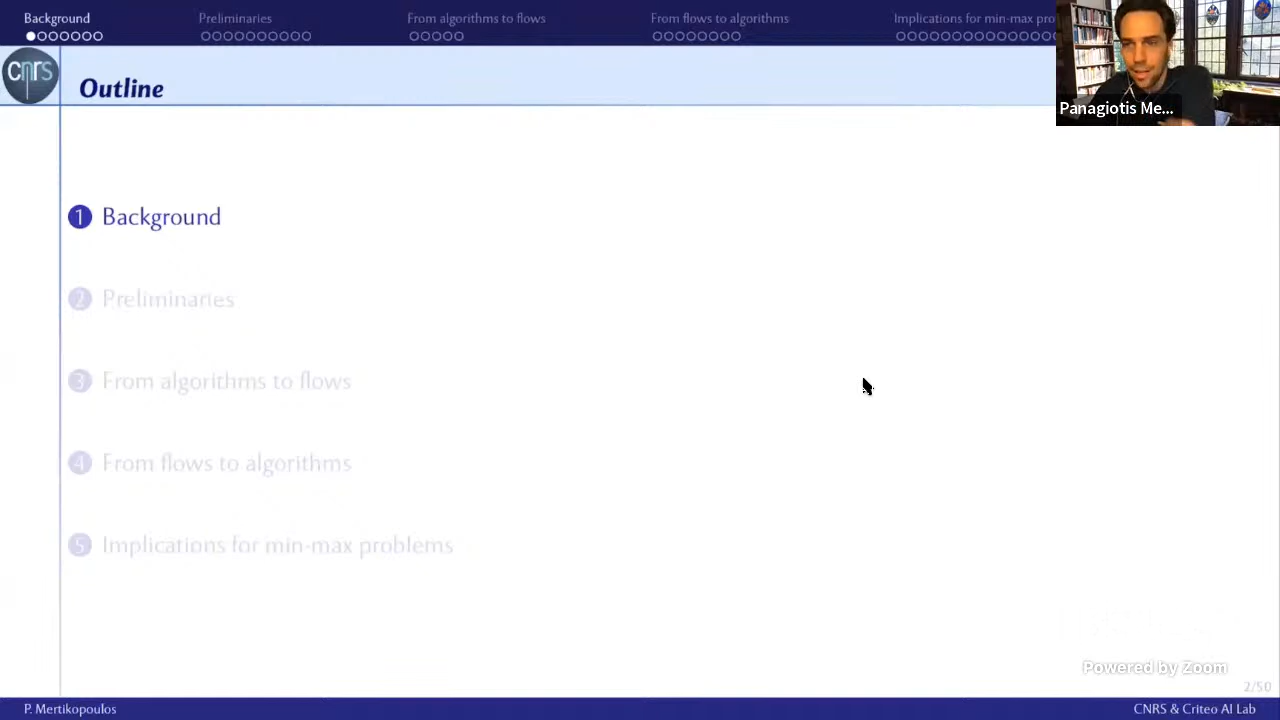 Background
Preliminaries
From algorithms to flows
From flows to algorithms
Implications for min-max pro
cnrs
Outline
Panagiotis Me...
1 Background
2 Preliminaries
3 From algorithms to flows
4 From flows to algorithms
5 Implications for min-max problems
Powered by Zoom
2/50
P. Mertikopoulos
CNRS & Criteo AI Lab